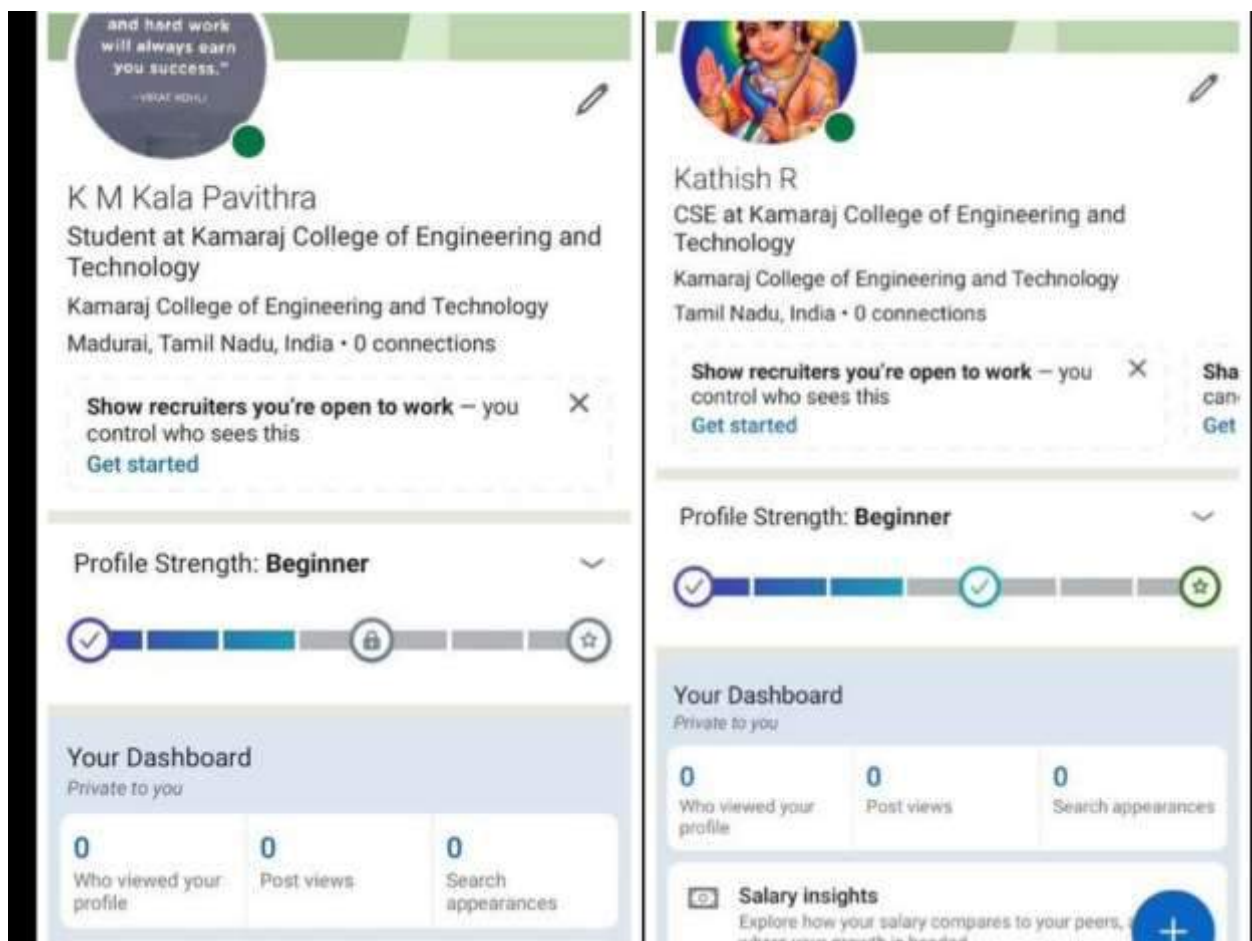 and hard work
will always earn
you success."
~VIRAT KOHLI
K M Kala Pavithra
Student at Kamaraj College of Engineering and
Technology
Kamaraj College of Engineering and Technology
Madurai, Tamil Nadu, India • 0 connections
Show recruiters you're open to work — you
control who sees this
Get started
Profile Strength: Beginner
Your Dashboard
Private to you
0
Who viewed your
profile
0
Post views
0
Search
appearances
Kathish R
CSE at Kamaraj College of Engineering and
Technology
Kamaraj College of Engineering and Technology
Tamil Nadu, India • 0 connections
Show recruiters you're open to work — you
control who sees this
Get started
Sha
can
Get
Profile Strength: Beginner
Your Dashboard
Private to you
0
Who viewed your
profile
0
Post views
0
Search appearances
Salary insights
Explore how your salary compares to your peers,